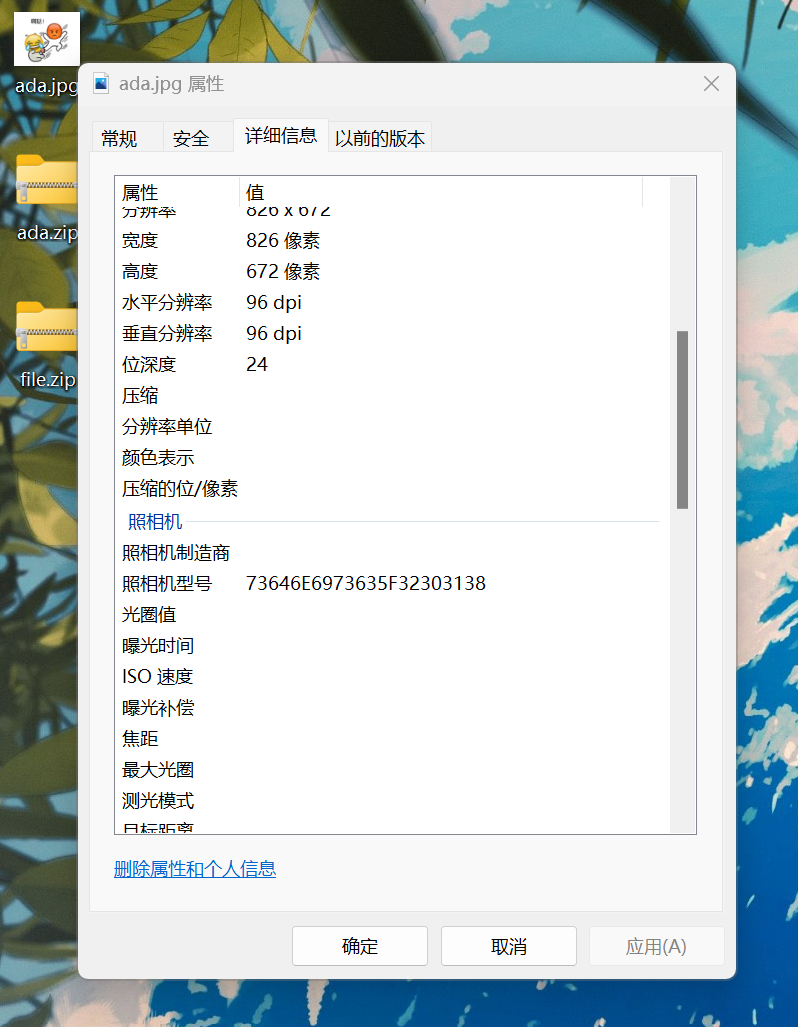 ada.jpg
ada.zip
file.zip
ada.jpg 属性
常规 安全 详细信息 以前的版本
属性 值
分辨率 826 x 672
宽度 826 像素
高度 672 像素
水平分辨率 96 dpi
垂直分辨率 96 dpi
位深度 24
压缩
分辨率单位
颜色表示
压缩的位/像素
照相机
照相机制造商
照相机型号 73646E6973635F32303138
光圈值
曝光时间
ISO 速度
曝光补偿
焦距
最大光圈
测光模式
目标距离
删除属性和个人信息
确定 取消 应用(A)